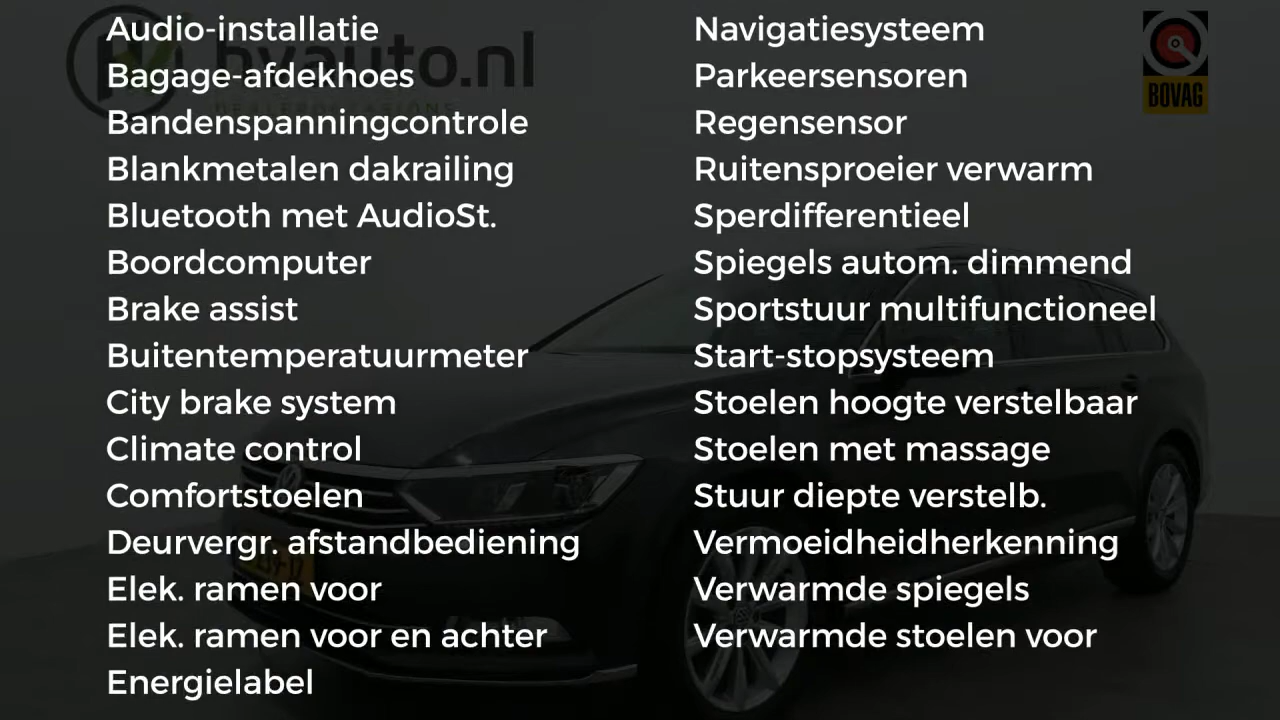 hvauto.nl
DEALEROCCASIONS
BOVAG
Audio-installatie
Bagage-afdekhoes
Bandenspanningcontrole
Blankmetalen dakrailing
Bluetooth met AudioSt.
Boordcomputer
Brake assist
Buitentemperatuurmeter
City brake system
Climate control
Comfortstoelen
Deurvergr. afstandbediening
Elek. ramen voor
Elek. ramen voor en achter
Energielabel
Navigatiesysteem
Parkeersensoren
Regensensor
Ruitensproeier verwarm
Sperdifferentieel
Spiegels autom. dimmend
Sportstuur multifunctioneel
Start-stopsysteem
Stoelen hoogte verstelbaar
Stoelen met massage
Stuur diepte verstelb.
Vermoeidheidherkenning
Verwarmde spiegels
Verwarmde stoelen voor